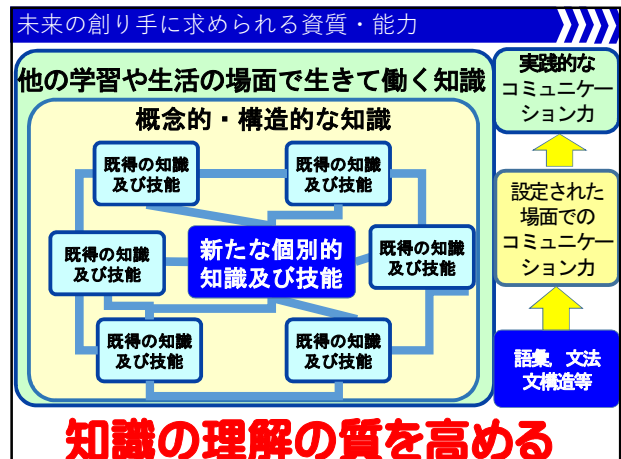 未来の創り手に求められる資質・能力
他の学習や生活の場面で生きて働く知識
概念的・構造的な知識
既得の知識
及び技能
既得の知識
及び技能
既得の知識
及び技能
新たな個別的
知識及び技能
既得の知識
及び技能
既得の知識
及び技能
既得の知識
及び技能
実践的な
コミュニケー
ション力
設定された
場面での
コミュニケー
ション力
語彙、文法
文構造等
知識の理解の質を高める